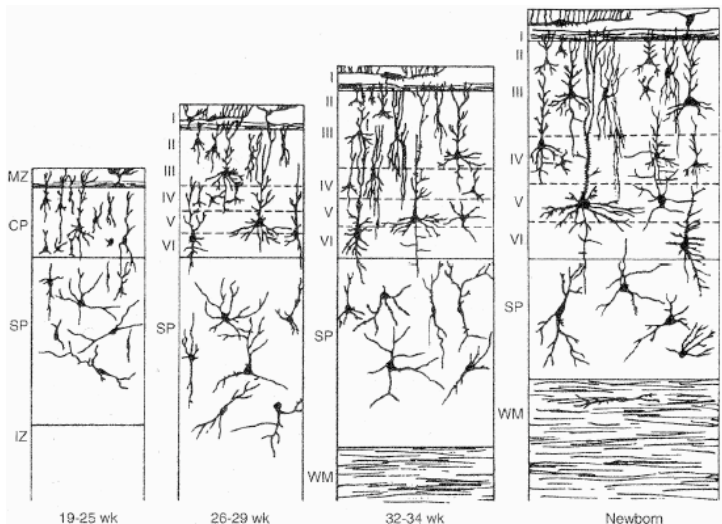 MZ
CP
SP
IZ
19-25 wk
I
II
III
IV
V
VI
SP
26-29 wk
I
II
III
IV
V
VI
SP
WM
32-34 wk
I
II
III
IV
V
VI
SP
WM
Newborn